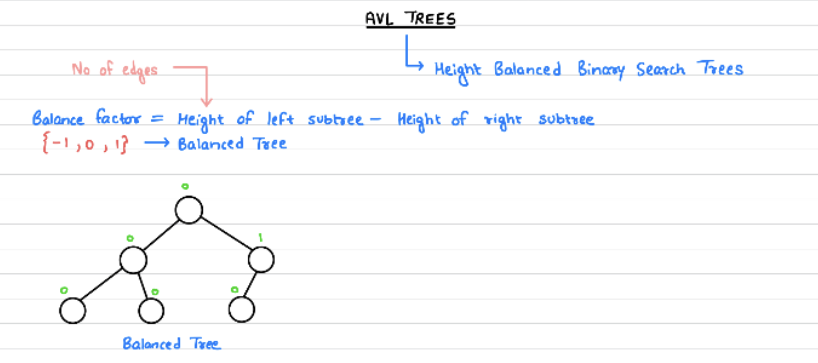 AVL TREES
Height Balanced Binary Search Trees
No of edges
Balance factor = Height of left subtree - Height of right subtree
{-1, 0, 1} → Balanced Tree
0
0 1
0 0 0
Balanced Tree